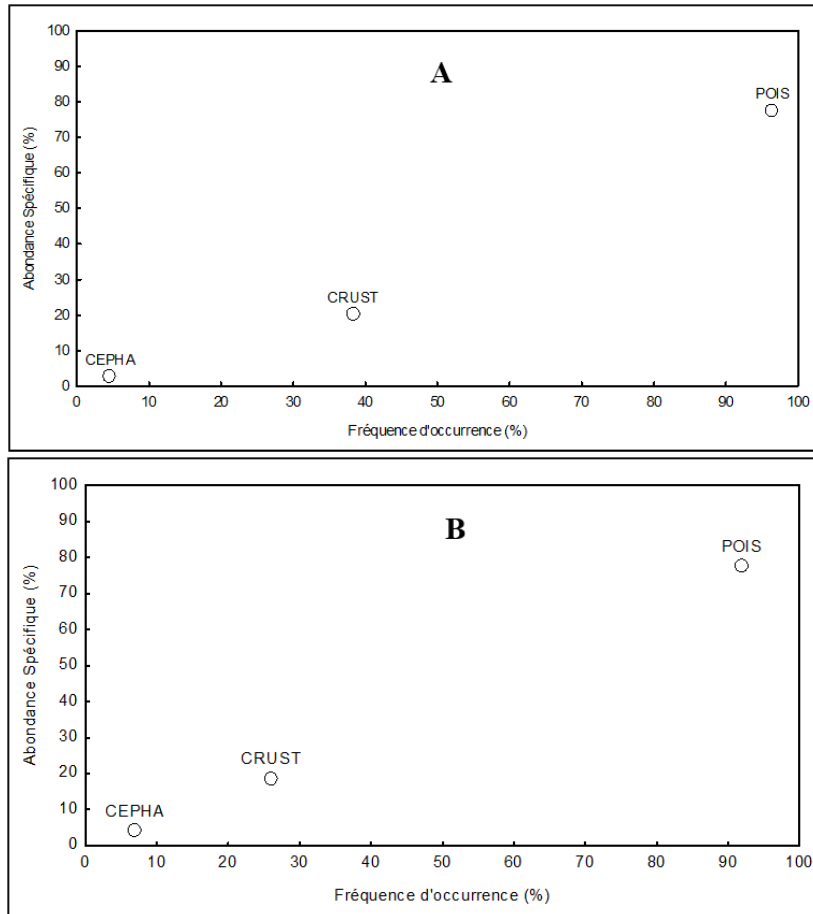 A
100
90
80
70
60
50
40
30
20
10
0
Abondance Spécifique (%)
POIS
CRUST
CEPHA
0 10 20 30 40 50 60 70 80 90 100
Fréquence d'occurrence (%)
B
100
90
80
70
60
50
40
30
20
10
0
Abondance Spécifique (%)
POIS
CRUST
CEPHA
0 10 20 30 40 50 60 70 80 90 100
Fréquence d'occurrence (%)